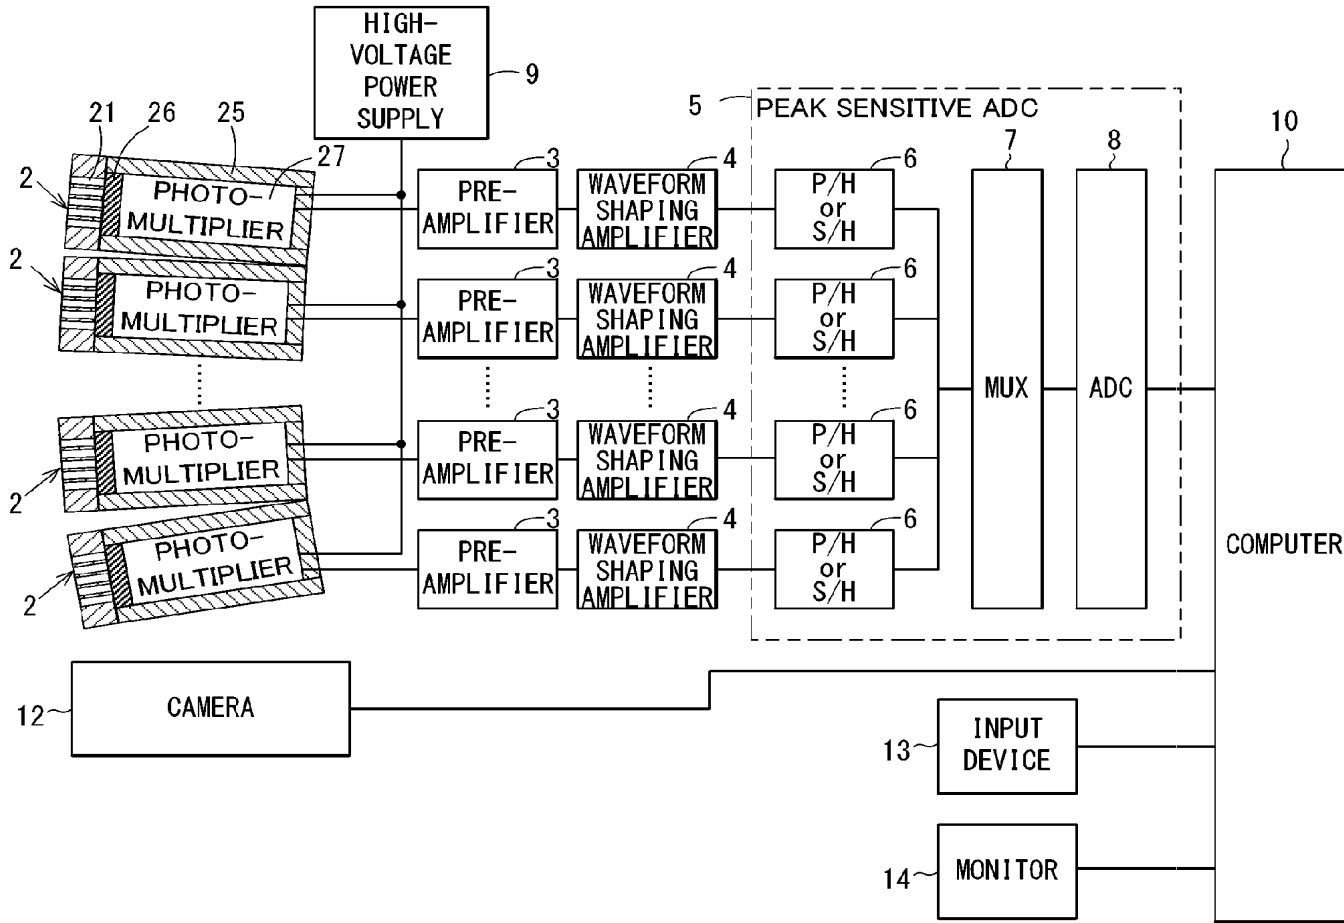 HIGH-
VOLTAGE
POWER
SUPPLY
9
5
PEAK SENSITIVE ADC
10
21
26
25
27
2
PHOTO-
MULTIPLIER
3
PRE-
AMPLIFIER
4
WAVEFORM
SHAPING
AMPLIFIER
6
P/H
or
S/H
7
8
2
PHOTO-
MULTIPLIER
3
PRE-
AMPLIFIER
4
WAVEFORM
SHAPING
AMPLIFIER
6
P/H
or
S/H
MUX
ADC
2
PHOTO-
MULTIPLIER
3
PRE-
AMPLIFIER
4
WAVEFORM
SHAPING
AMPLIFIER
6
P/H
or
S/H
2
PHOTO-
MULTIPLIER
3
PRE-
AMPLIFIER
4
WAVEFORM
SHAPING
AMPLIFIER
6
P/H
or
S/H
COMPUTER
12
CAMERA
13
INPUT
DEVICE
14
MONITOR